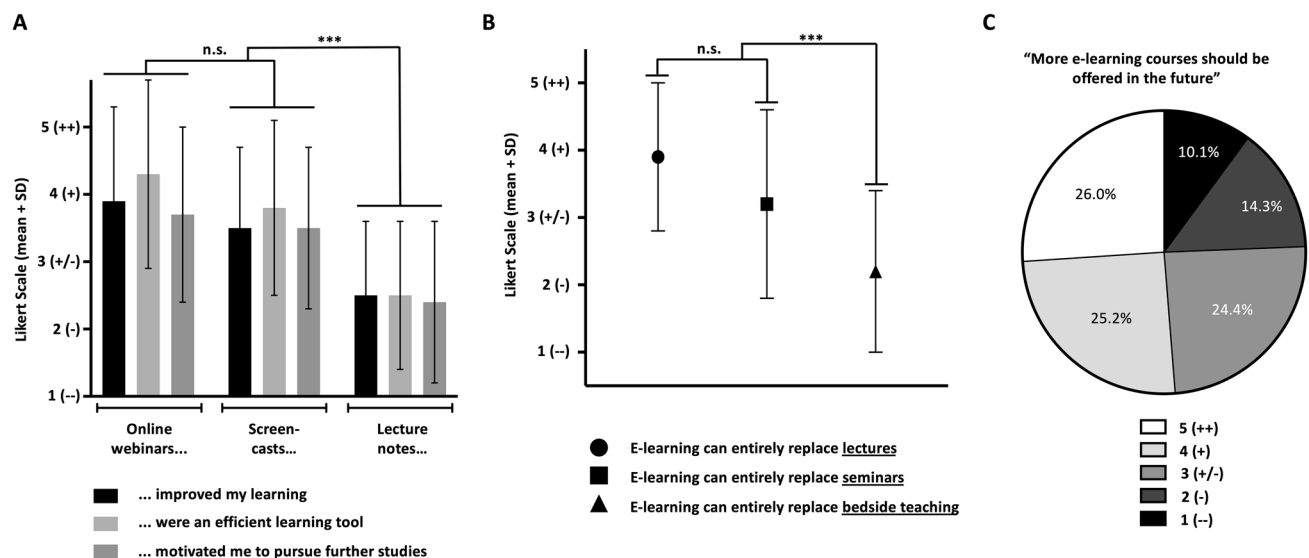 A
n.s.
***
Likert Scale (mean + SD)
5 (++)
4 (+)
3 (+/-)
2 (-)
1 (--)
Online
webinars...
Screen-
casts...
Lecture
notes...
... improved my learning
... were an efficient learning tool
... motivated me to pursue further studies
B
n.s.
***
Likert Scale (mean + SD)
5 (++)
4 (+)
3 (+/-)
2 (-)
1 (--)
E-learning can entirely replace lectures
E-learning can entirely replace seminars
E-learning can entirely replace bedside teaching
C
“More e-learning courses should be
offered in the future”
10.1%
14.3%
24.4%
25.2%
26.0%
5 (++)
4 (+)
3 (+/-)
2 (-)
1 (--)